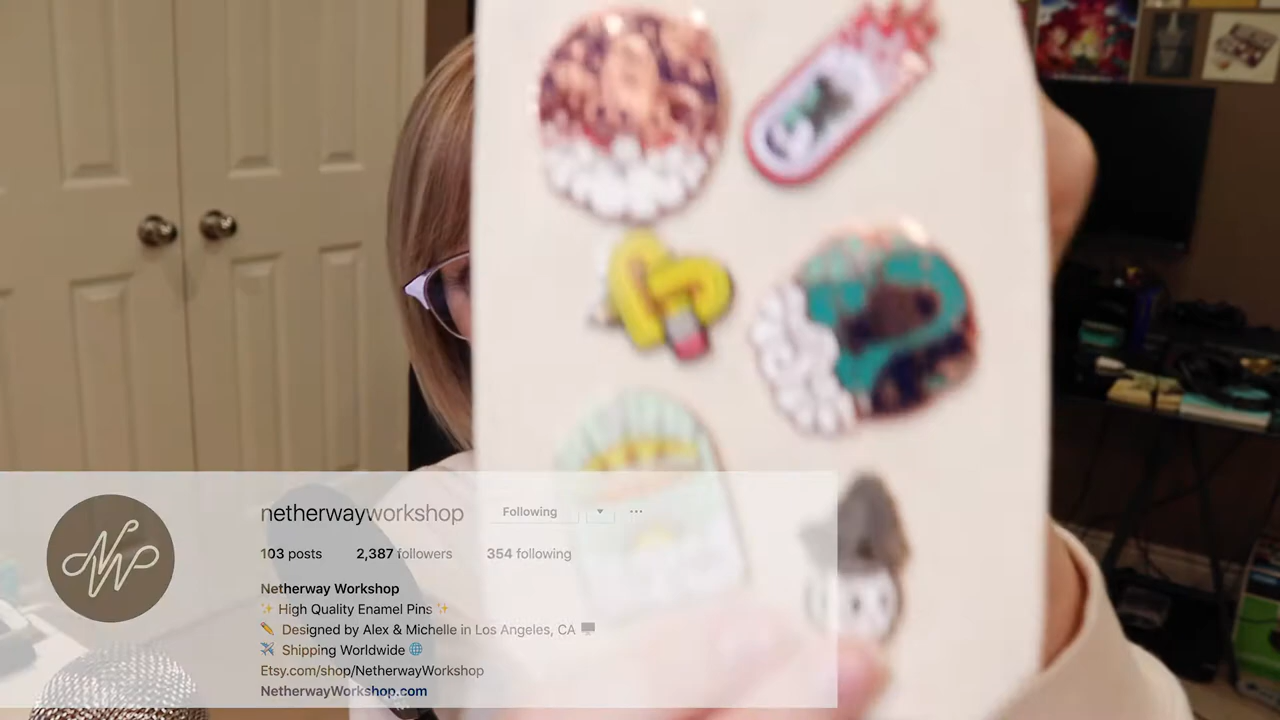 netherwayworkshop Following ▼ ...
103 posts 2,387 followers 354 following
Netherway Workshop
✨ High Quality Enamel Pins ✨
✏️ Designed by Alex & Michelle in Los Angeles, CA 🖥️
✈️ Shipping Worldwide 🌐
Etsy.com/shop/NetherwayWorkshop
NetherwayWorkshop.com